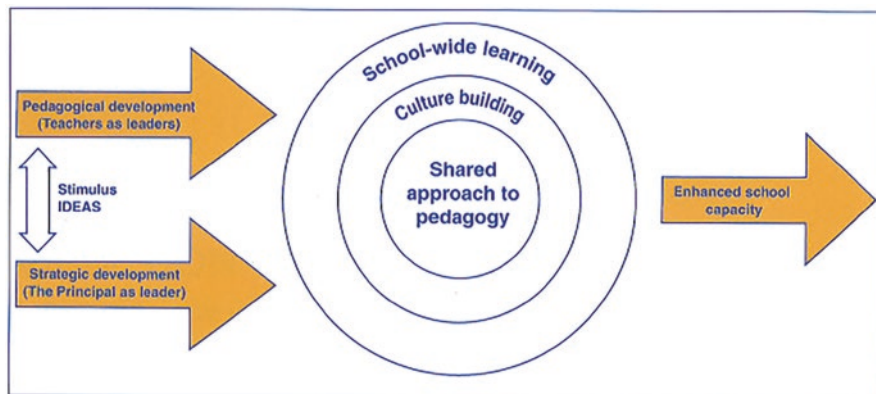 Pedagogical development
(Teachers as leaders)
Stimulus
IDEAS
Strategic development
(The Principal as leader)
School-wide learning
Culture building
Shared
approach to
pedagogy
Enhanced school
capacity